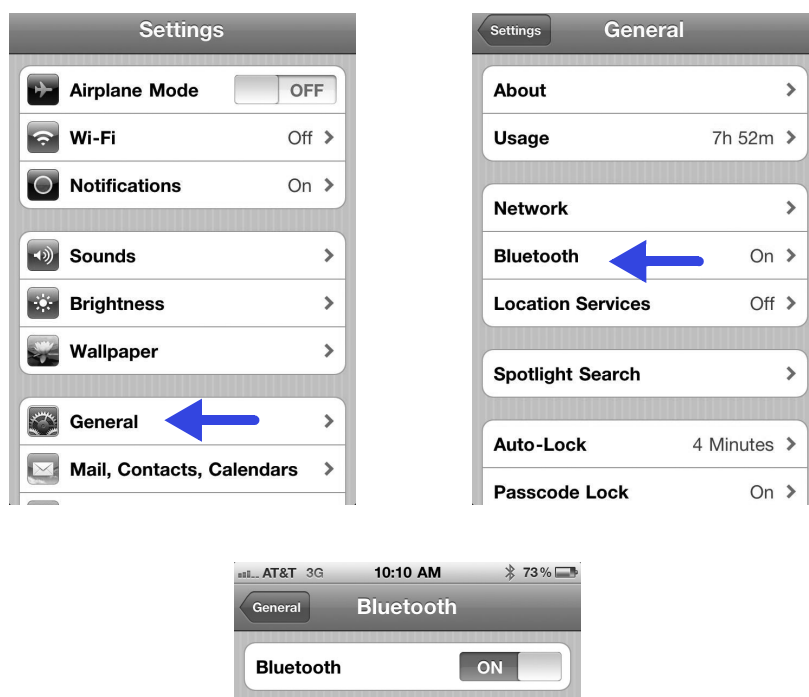 Settings
Airplane Mode OFF
Wi-Fi Off
Notifications On
Sounds
Brightness
Wallpaper
General
Mail, Contacts, Calendars
Settings General
About
Usage 7h 52m
Network
Bluetooth On
Location Services Off
Spotlight Search
Auto-Lock 4 Minutes
Passcode Lock On
AT&T 3G 10:10 AM 73%
General Bluetooth
Bluetooth ON